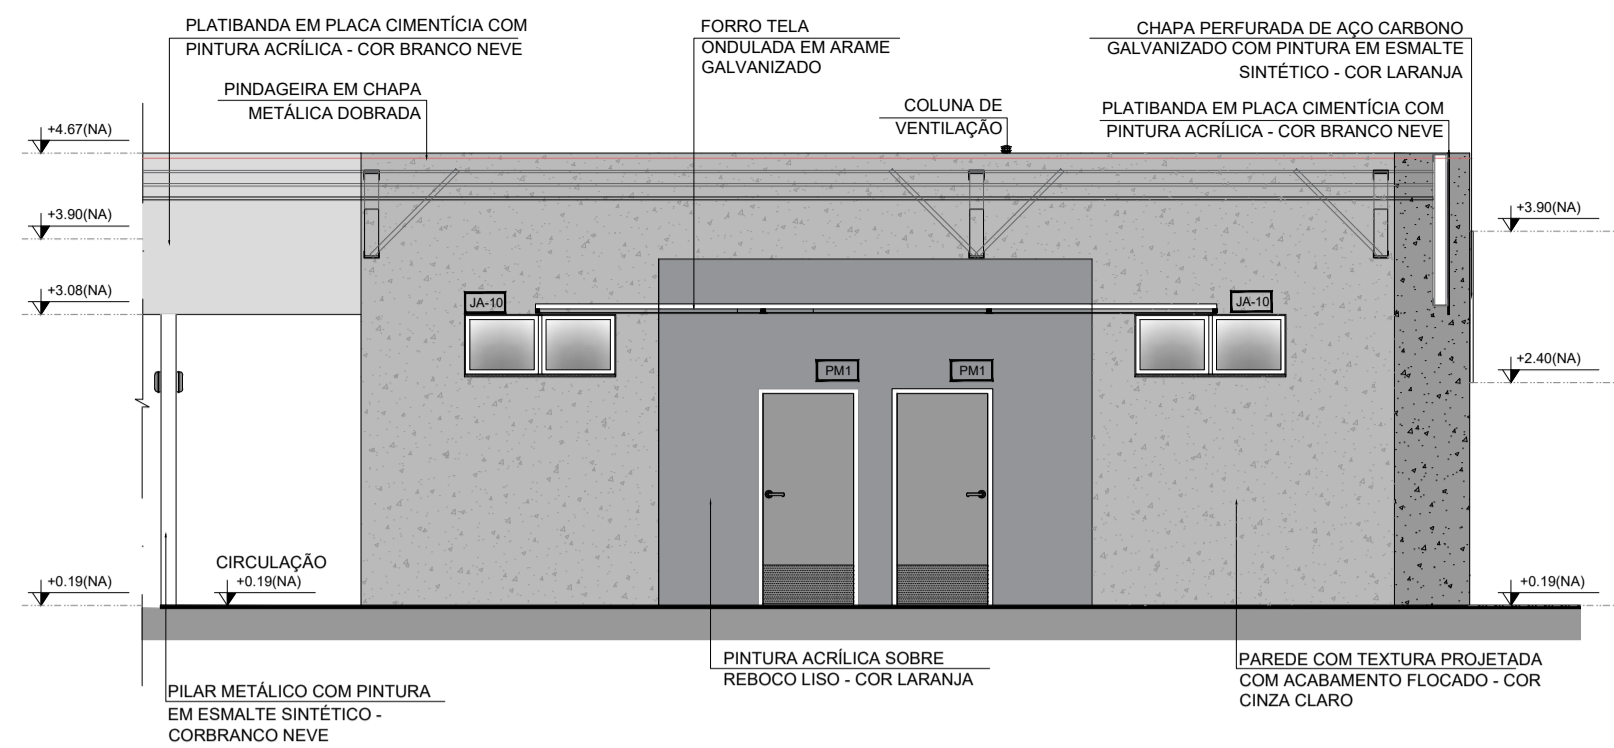 PLATIBANDA EM PLACA CIMENTÍCIA COM
PINTURA ACRÍLICA - COR BRANCO NEVE
FORRO TELA
ONDULADA EM ARAME
GALVANIZADO
CHAPA PERFURADA DE AÇO CARBONO
GALVANIZADO COM PINTURA EM ESMALTE
SINTÉTICO - COR LARANJA
PINDAGEIRA EM CHAPA
METÁLICA DOBRADA
COLUNA DE
VENTILAÇÃO
PLATIBANDA EM PLACA CIMENTÍCIA COM
PINTURA ACRÍLICA - COR BRANCO NEVE
+4.67(NA)
+3.90(NA)
+3.90(NA)
+3.08(NA)
JA-10
JA-10
+2.40(NA)
PM1
PM1
CIRCULAÇÃO
+0.19(NA)
+0.19(NA)
+0.19(NA)
PINTURA ACRÍLICA SOBRE
REBOCO LISO - COR LARANJA
PAREDE COM TEXTURA PROJETADA
COM ACABAMENTO FLOCADO - COR
CINZA CLARO
PILAR METÁLICO COM PINTURA
EM ESMALTE SINTÉTICO -
CORBRANCO NEVE